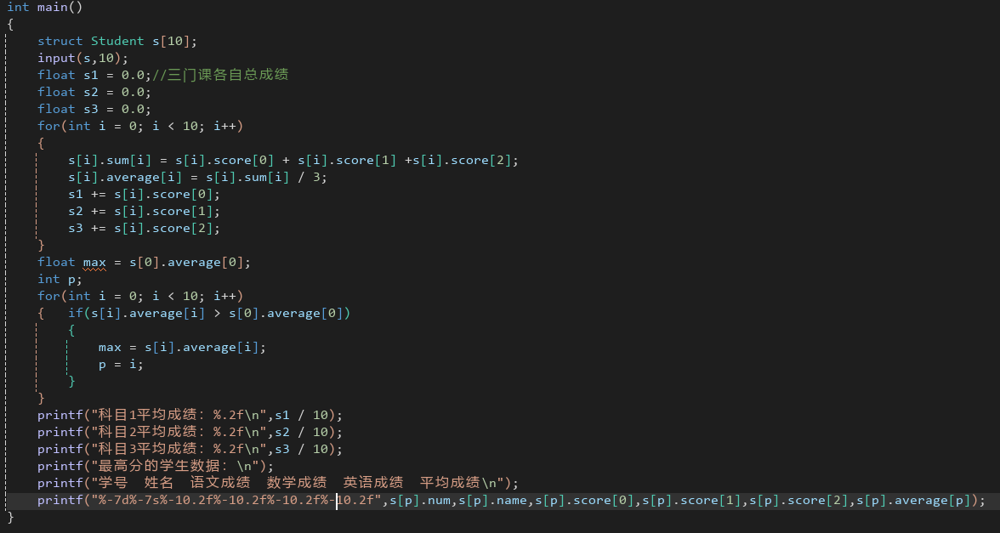 int main()
{
    struct Student s[10];
    input(s,10);
    float s1 = 0.0;//三门课各自总成绩
    float s2 = 0.0;
    float s3 = 0.0;
    for(int i = 0; i < 10; i++)
    {
        s[i].sum[i] = s[i].score[0] + s[i].score[1] +s[i].score[2];
        s[i].average[i] = s[i].sum[i] / 3;
        s1 += s[i].score[0];
        s2 += s[i].score[1];
        s3 += s[i].score[2];
    }
    float max = s[0].average[0];
    int p;
    for(int i = 0; i < 10; i++)
    {   if(s[i].average[i] > s[0].average[0])
        {
            max = s[i].average[i];
            p = i;
        }
    }
    printf("科目1平均成绩：%.2f\n",s1 / 10);
    printf("科目2平均成绩：%.2f\n",s2 / 10);
    printf("科目3平均成绩：%.2f\n",s3 / 10);
    printf("最高分的学生数据：\n");
    printf("学号  姓名  语文成绩  数学成绩  英语成绩  平均成绩\n");
    printf("%-7d%-7s%-10.2f%-10.2f%-10.2f%-10.2f",s[p].num,s[p].name,s[p].score[0],s[p].score[1],s[p].score[2],s[p].average[p]);
}